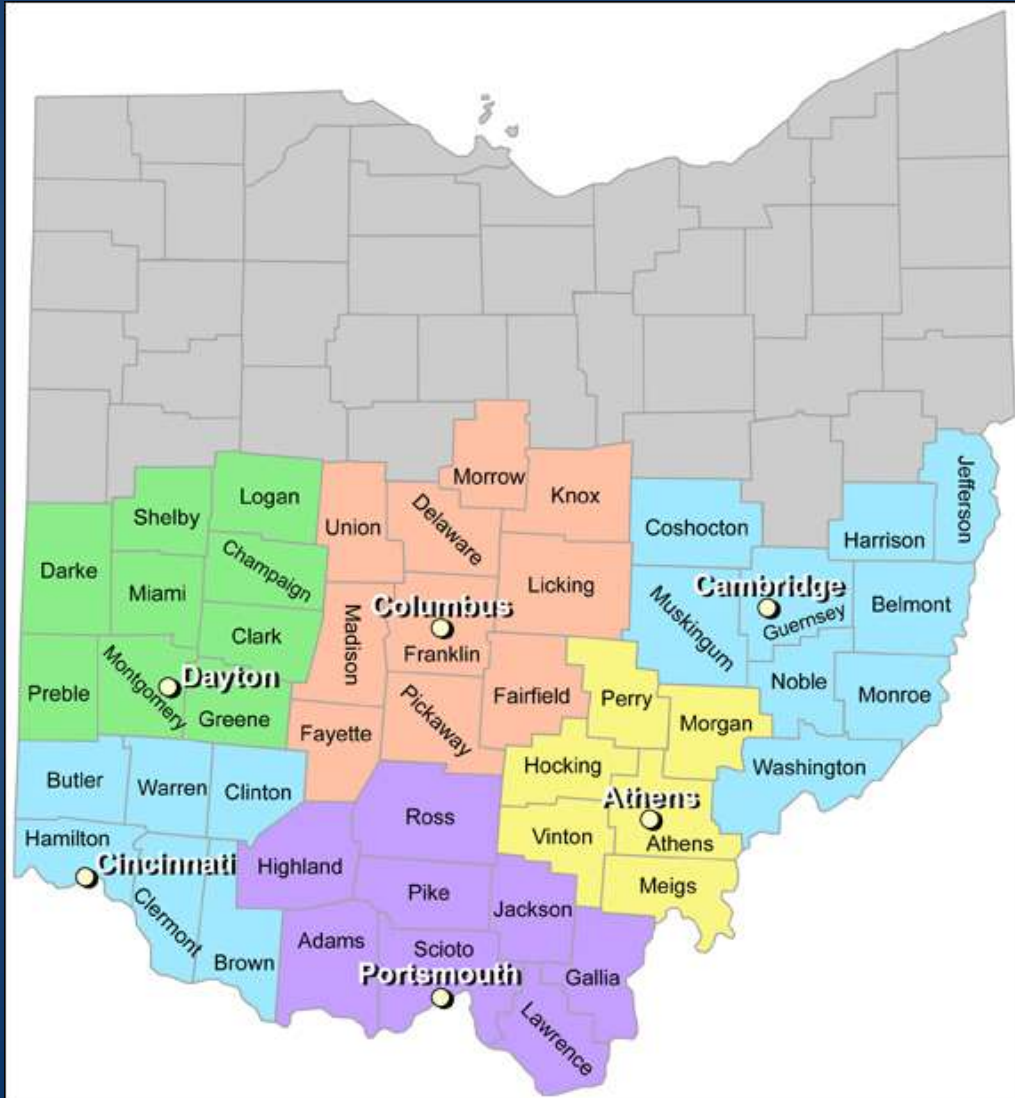 Morrow
Logan
Knox
Jefferson
Shelby
Union
Delaware
Coshocton
Harrison
Darke
Champaign
Miami
Licking
Cambridge
Belmont
Columbus
Madison
Muskingum
Guernsey
Clark
Franklin
Dayton
Montgomery
Preble
Noble
Monroe
Fairfield
Perry
Greene
Pickaway
Morgan
Fayette
Hocking
Washington
Butler
Warren
Clinton
Athens
Ross
Hamilton
Vinton
Athens
Cincinnati
Highland
Meigs
Pike
Jackson
Clermont
Adams
Scioto
Brown
Portsmouth
Gallia
Lawrence